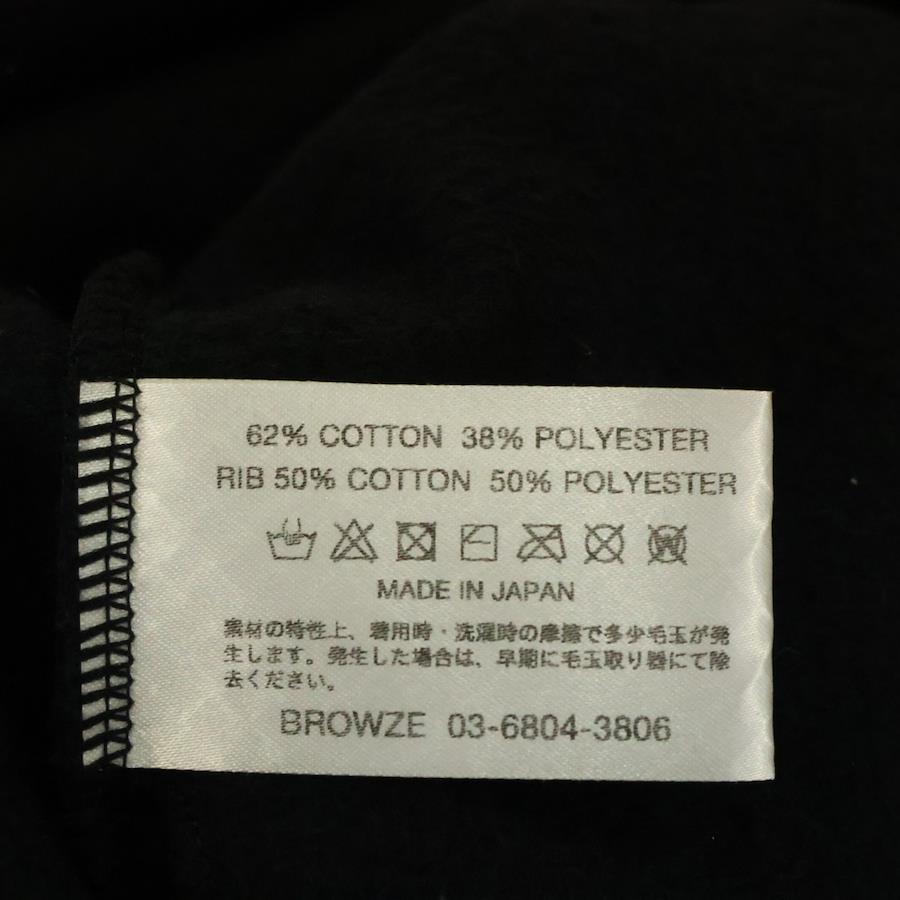 62% COTTON 38% POLYESTER
RIB 50% COTTON 50% POLYESTER
MADE IN JAPAN
素材の特性上、着用時・洗濯時の摩擦で多少毛玉が発
生します。発生した場合は、早期に毛玉取り器にて除
去ください。
BROWZE 03-6804-3806